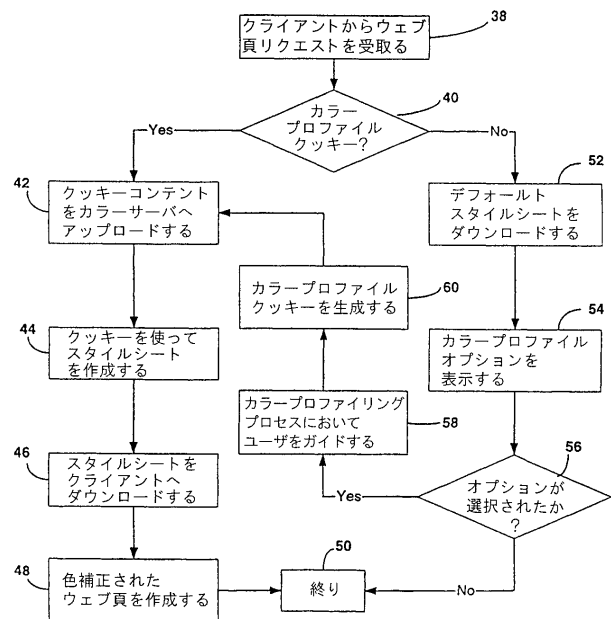 クライアントからウェブ
頁リクエストを受取る
38
カラー
プロファイル
クッキー?
40
Yes
No
42
クッキーコンテント
をカラーサーバへ
アップロードする
52
デフォールト
スタイルシートを
ダウンロードする
カラープロファイル
クッキーを生成する
60
44
クッキーを使って
スタイルシート
を作成する
54
カラープロファイル
オプションを
表示する
カラープロファイリング
プロセスにおいて
ユーザをガイドする
58
46
スタイルシートを
クライアントへ
ダウンロードする
56
オプションが
選択されたか
?
Yes
No
48
色補正された
ウェブ頁を作成する
50
終り